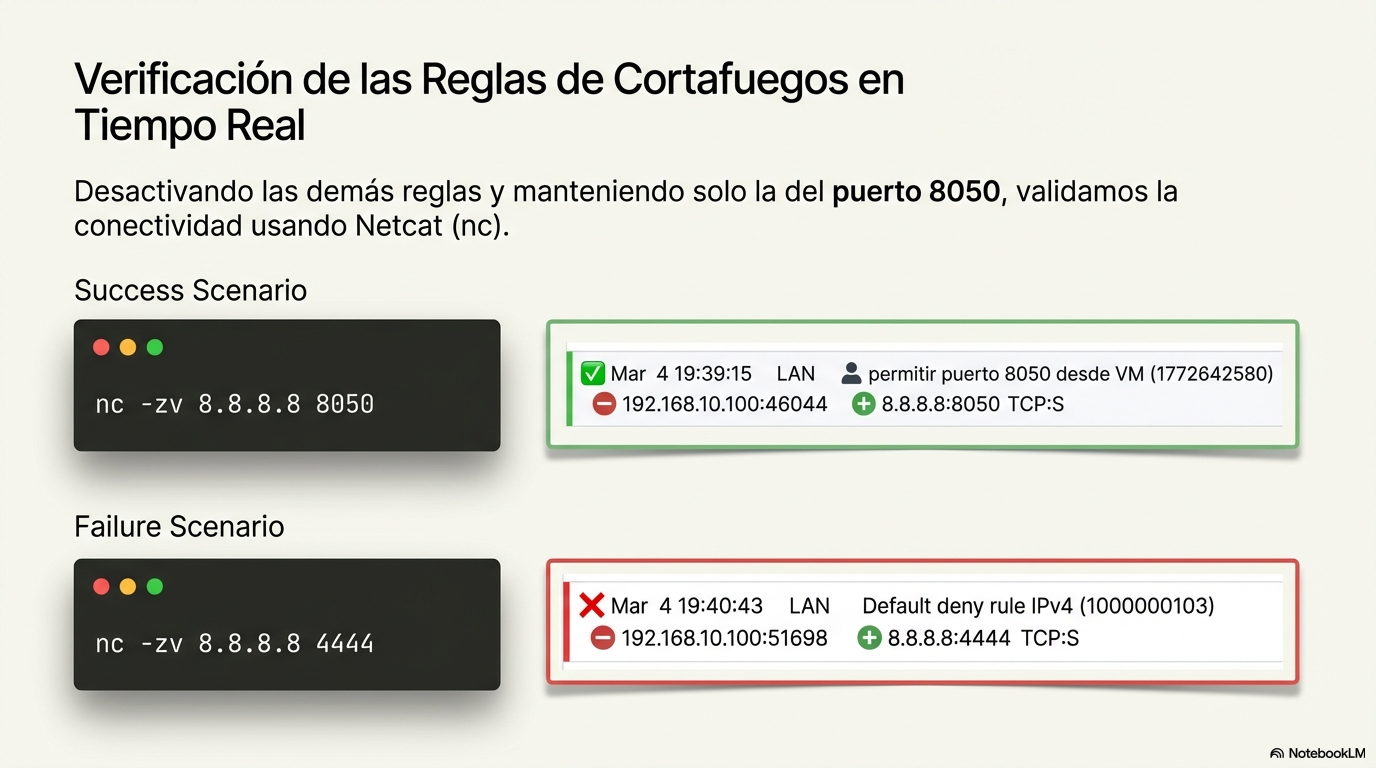 Verificación de las Reglas de Cortafuegos en
Tiempo Real
Desactivando las demás reglas y manteniendo solo la del puerto 8050, validamos la
conectividad usando Netcat (nc).
Success Scenario
nc -zv 8.8.8.8 8050
Mar 4 19:39:15 LAN permitir puerto 8050 desde VM (1772642580)
192.168.10.100:46044 8.8.8.8:8050 TCP:S
Failure Scenario
nc -zv 8.8.8.8 4444
Mar 4 19:40:43 LAN Default deny rule IPv4 (1000000103)
192.168.10.100:51698 8.8.8.8:4444 TCP:S
NotebookLM